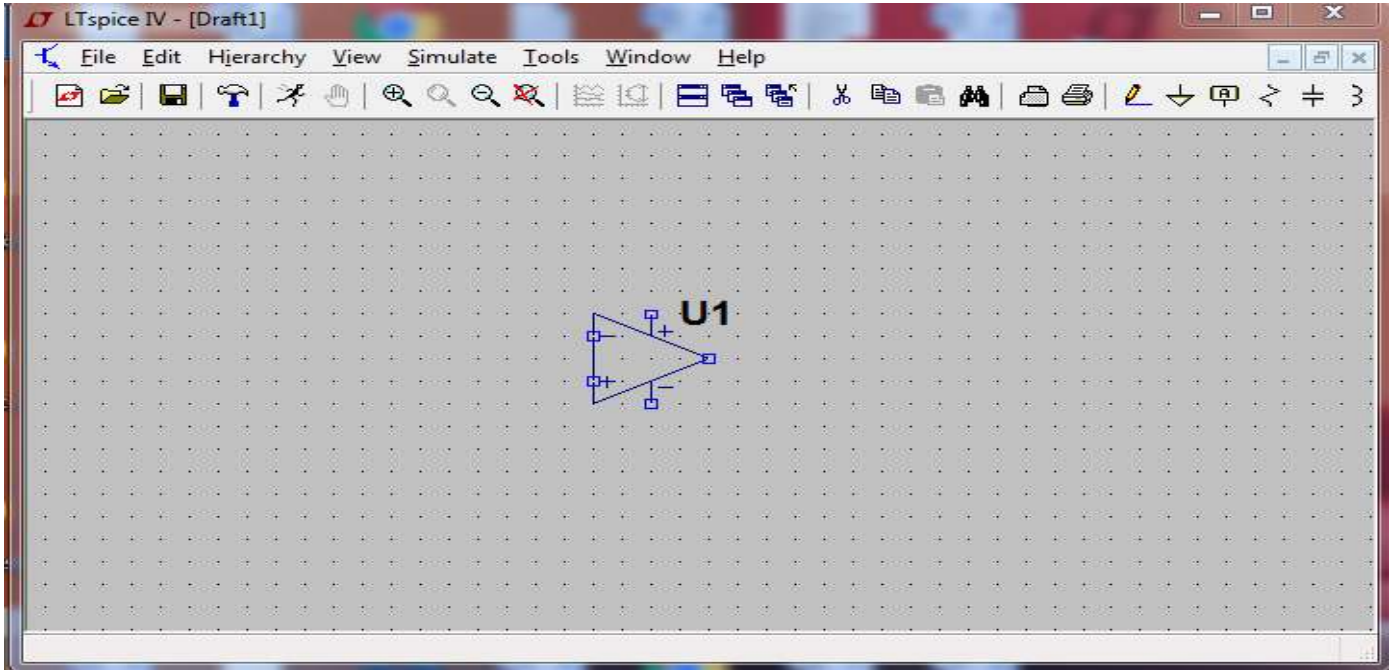 LTspice IV - [Draft1]
File Edit Hierarchy View Simulate Tools Window Help
U1
+
−
+
−